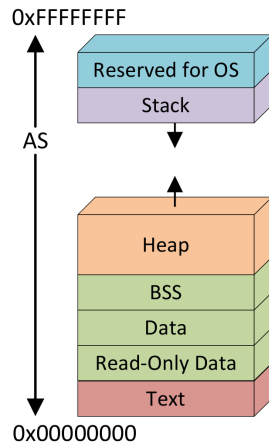 0xFFFFFFFF
Reserved for OS
Stack
AS
Heap
BSS
Data
Read-Only Data
Text
0x00000000